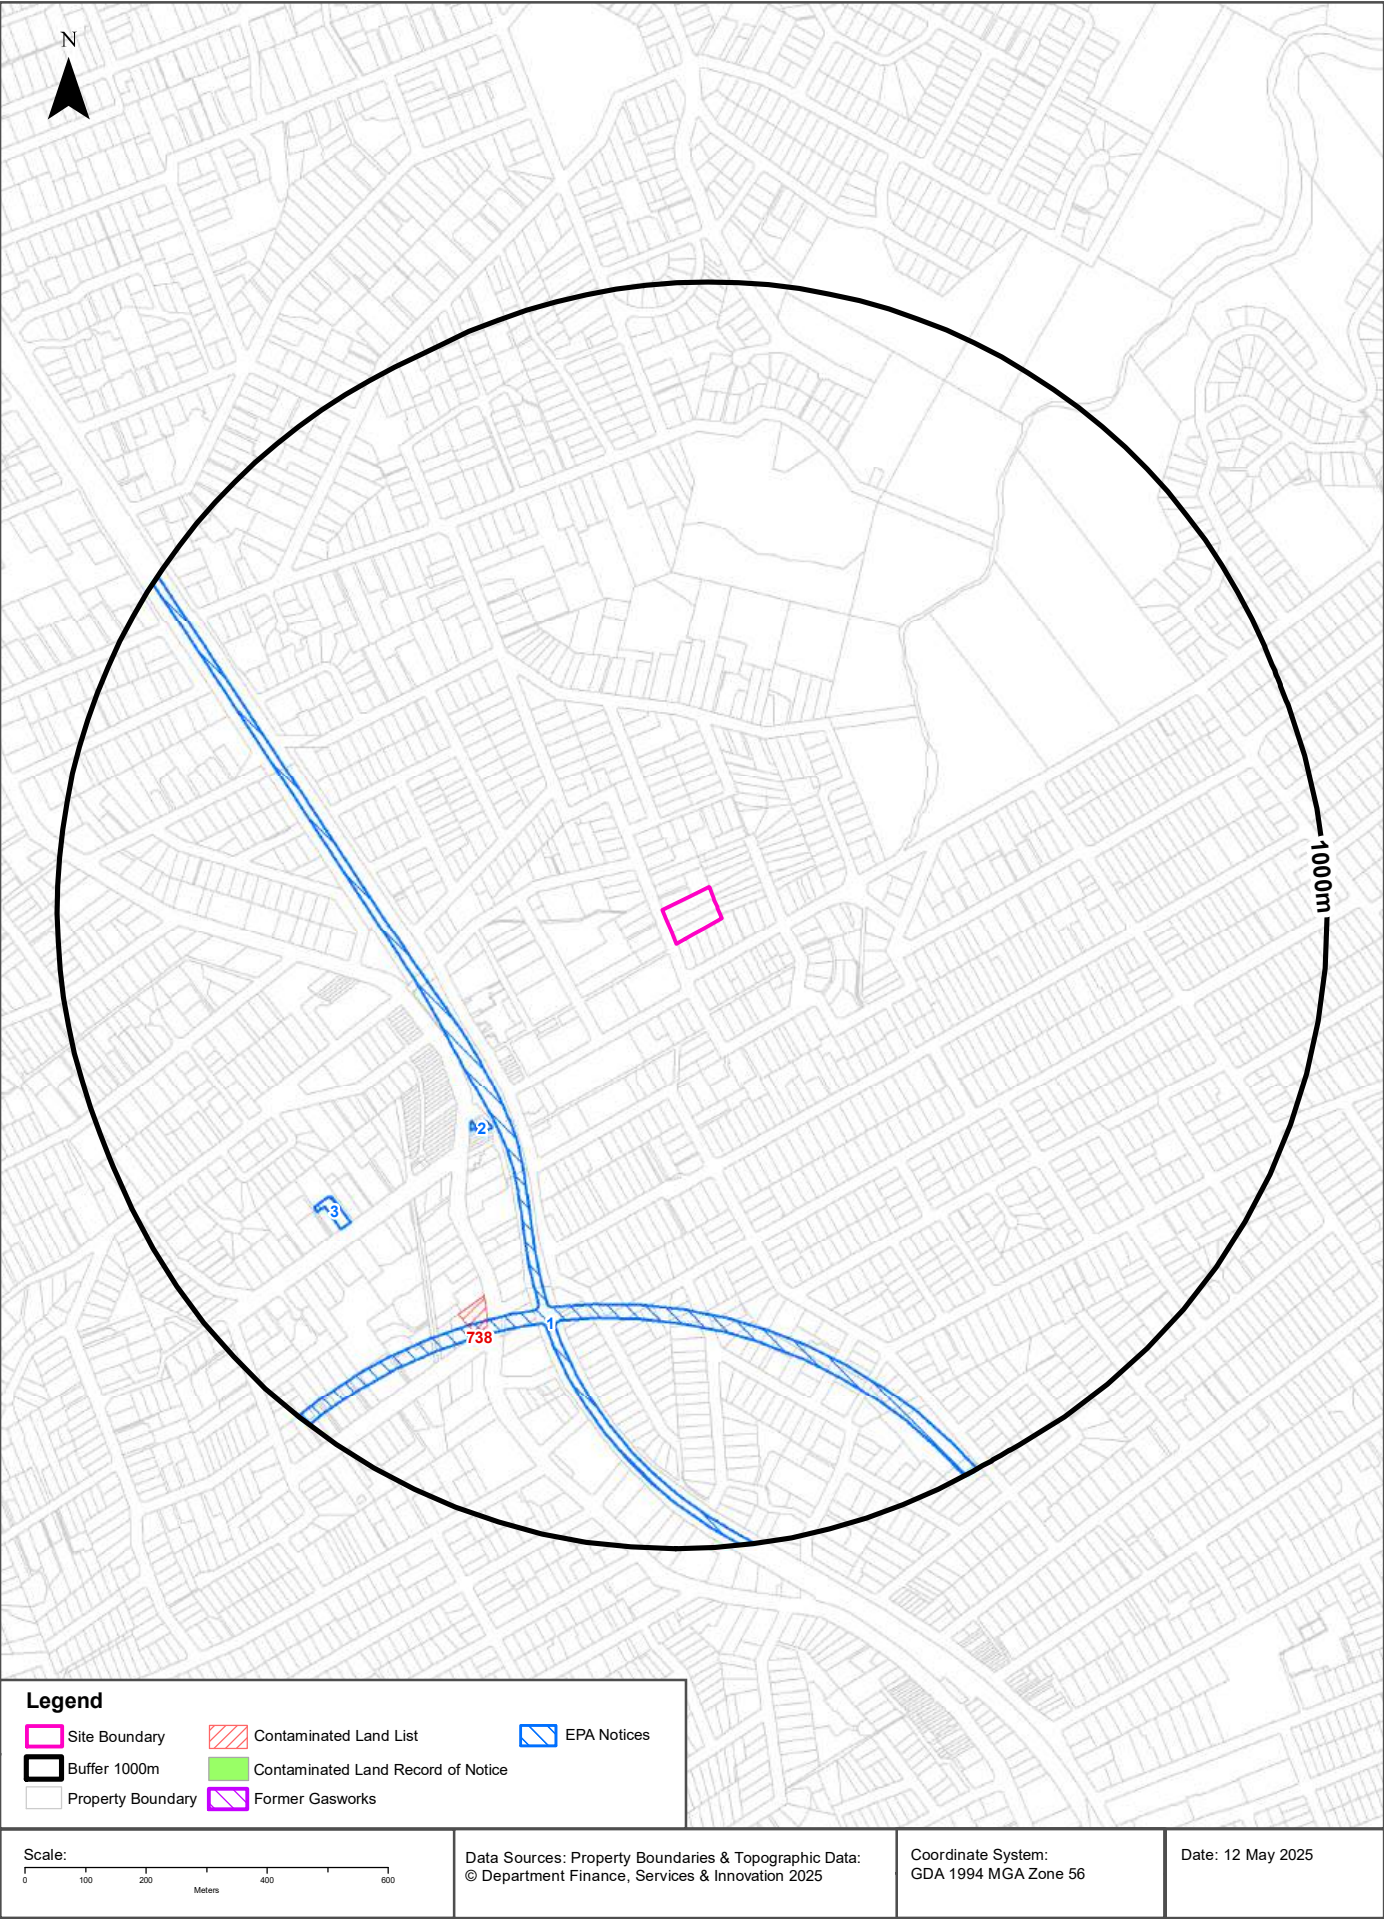 N
1000m
2
3
1
738
Legend
Site Boundary
Contaminated Land List
EPA Notices
Buffer 1000m
Contaminated Land Record of Notice
Property Boundary
Former Gasworks
Scale:
0 100 200 400 600
Meters
Data Sources: Property Boundaries & Topographic Data:
© Department Finance, Services & Innovation 2025
Coordinate System:
GDA 1994 MGA Zone 56
Date: 12 May 2025